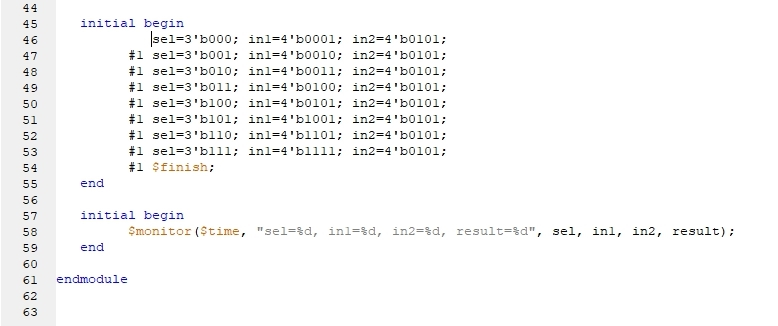 44
45 initial begin
46 sel=3'b000; in1=4'b0001; in2=4'b0101;
47 #1 sel=3'b001; in1=4'b0010; in2=4'b0101;
48 #1 sel=3'b010; in1=4'b0011; in2=4'b0101;
49 #1 sel=3'b011; in1=4'b0100; in2=4'b0101;
50 #1 sel=3'b100; in1=4'b0101; in2=4'b0101;
51 #1 sel=3'b101; in1=4'b1001; in2=4'b0101;
52 #1 sel=3'b110; in1=4'b1101; in2=4'b0101;
53 #1 sel=3'b111; in1=4'b1111; in2=4'b0101;
54 #1 $finish;
55 end
56
57 initial begin
58 $monitor($time, "sel=%d, in1=%d, in2=%d, result=%d", sel, in1, in2, result);
59 end
60
61 endmodule
62
63